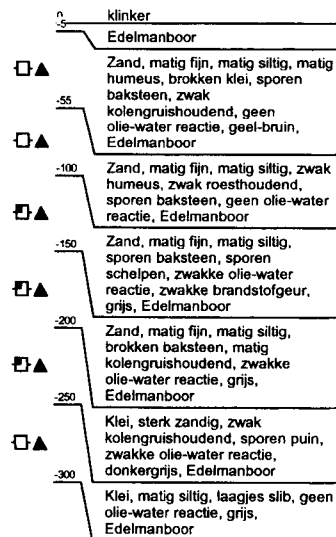 0 klinker
-5
Edelmanboor
Zand, matig fijn, matig siltig, matig
humeus, brokken klei, sporen
baksteen, zwak
kolengruishoudend, geen
olie-water reactie, geel-bruin,
Edelmanboor
-55
Zand, matig fijn, matig siltig, zwak
humeus, zwak roesthoudend,
sporen baksteen, geen olie-water
reactie, Edelmanboor
-100
Zand, matig fijn, matig siltig,
sporen baksteen, sporen
schelpen, zwakke olie-water
reactie, zwakke brandstofgeur,
grijs, Edelmanboor
-150
Zand, matig fijn, matig siltig,
brokken baksteen, matig
kolengruishoudend, zwakke
olie-water reactie, grijs,
Edelmanboor
-200
Klei, sterk zandig, zwak
kolengruishoudend, sporen puin,
zwakke olie-water reactie,
donkergrijs, Edelmanboor
-250
Klei, matig siltig, laagjes slib, geen
olie-water reactie, grijs,
Edelmanboor
-300